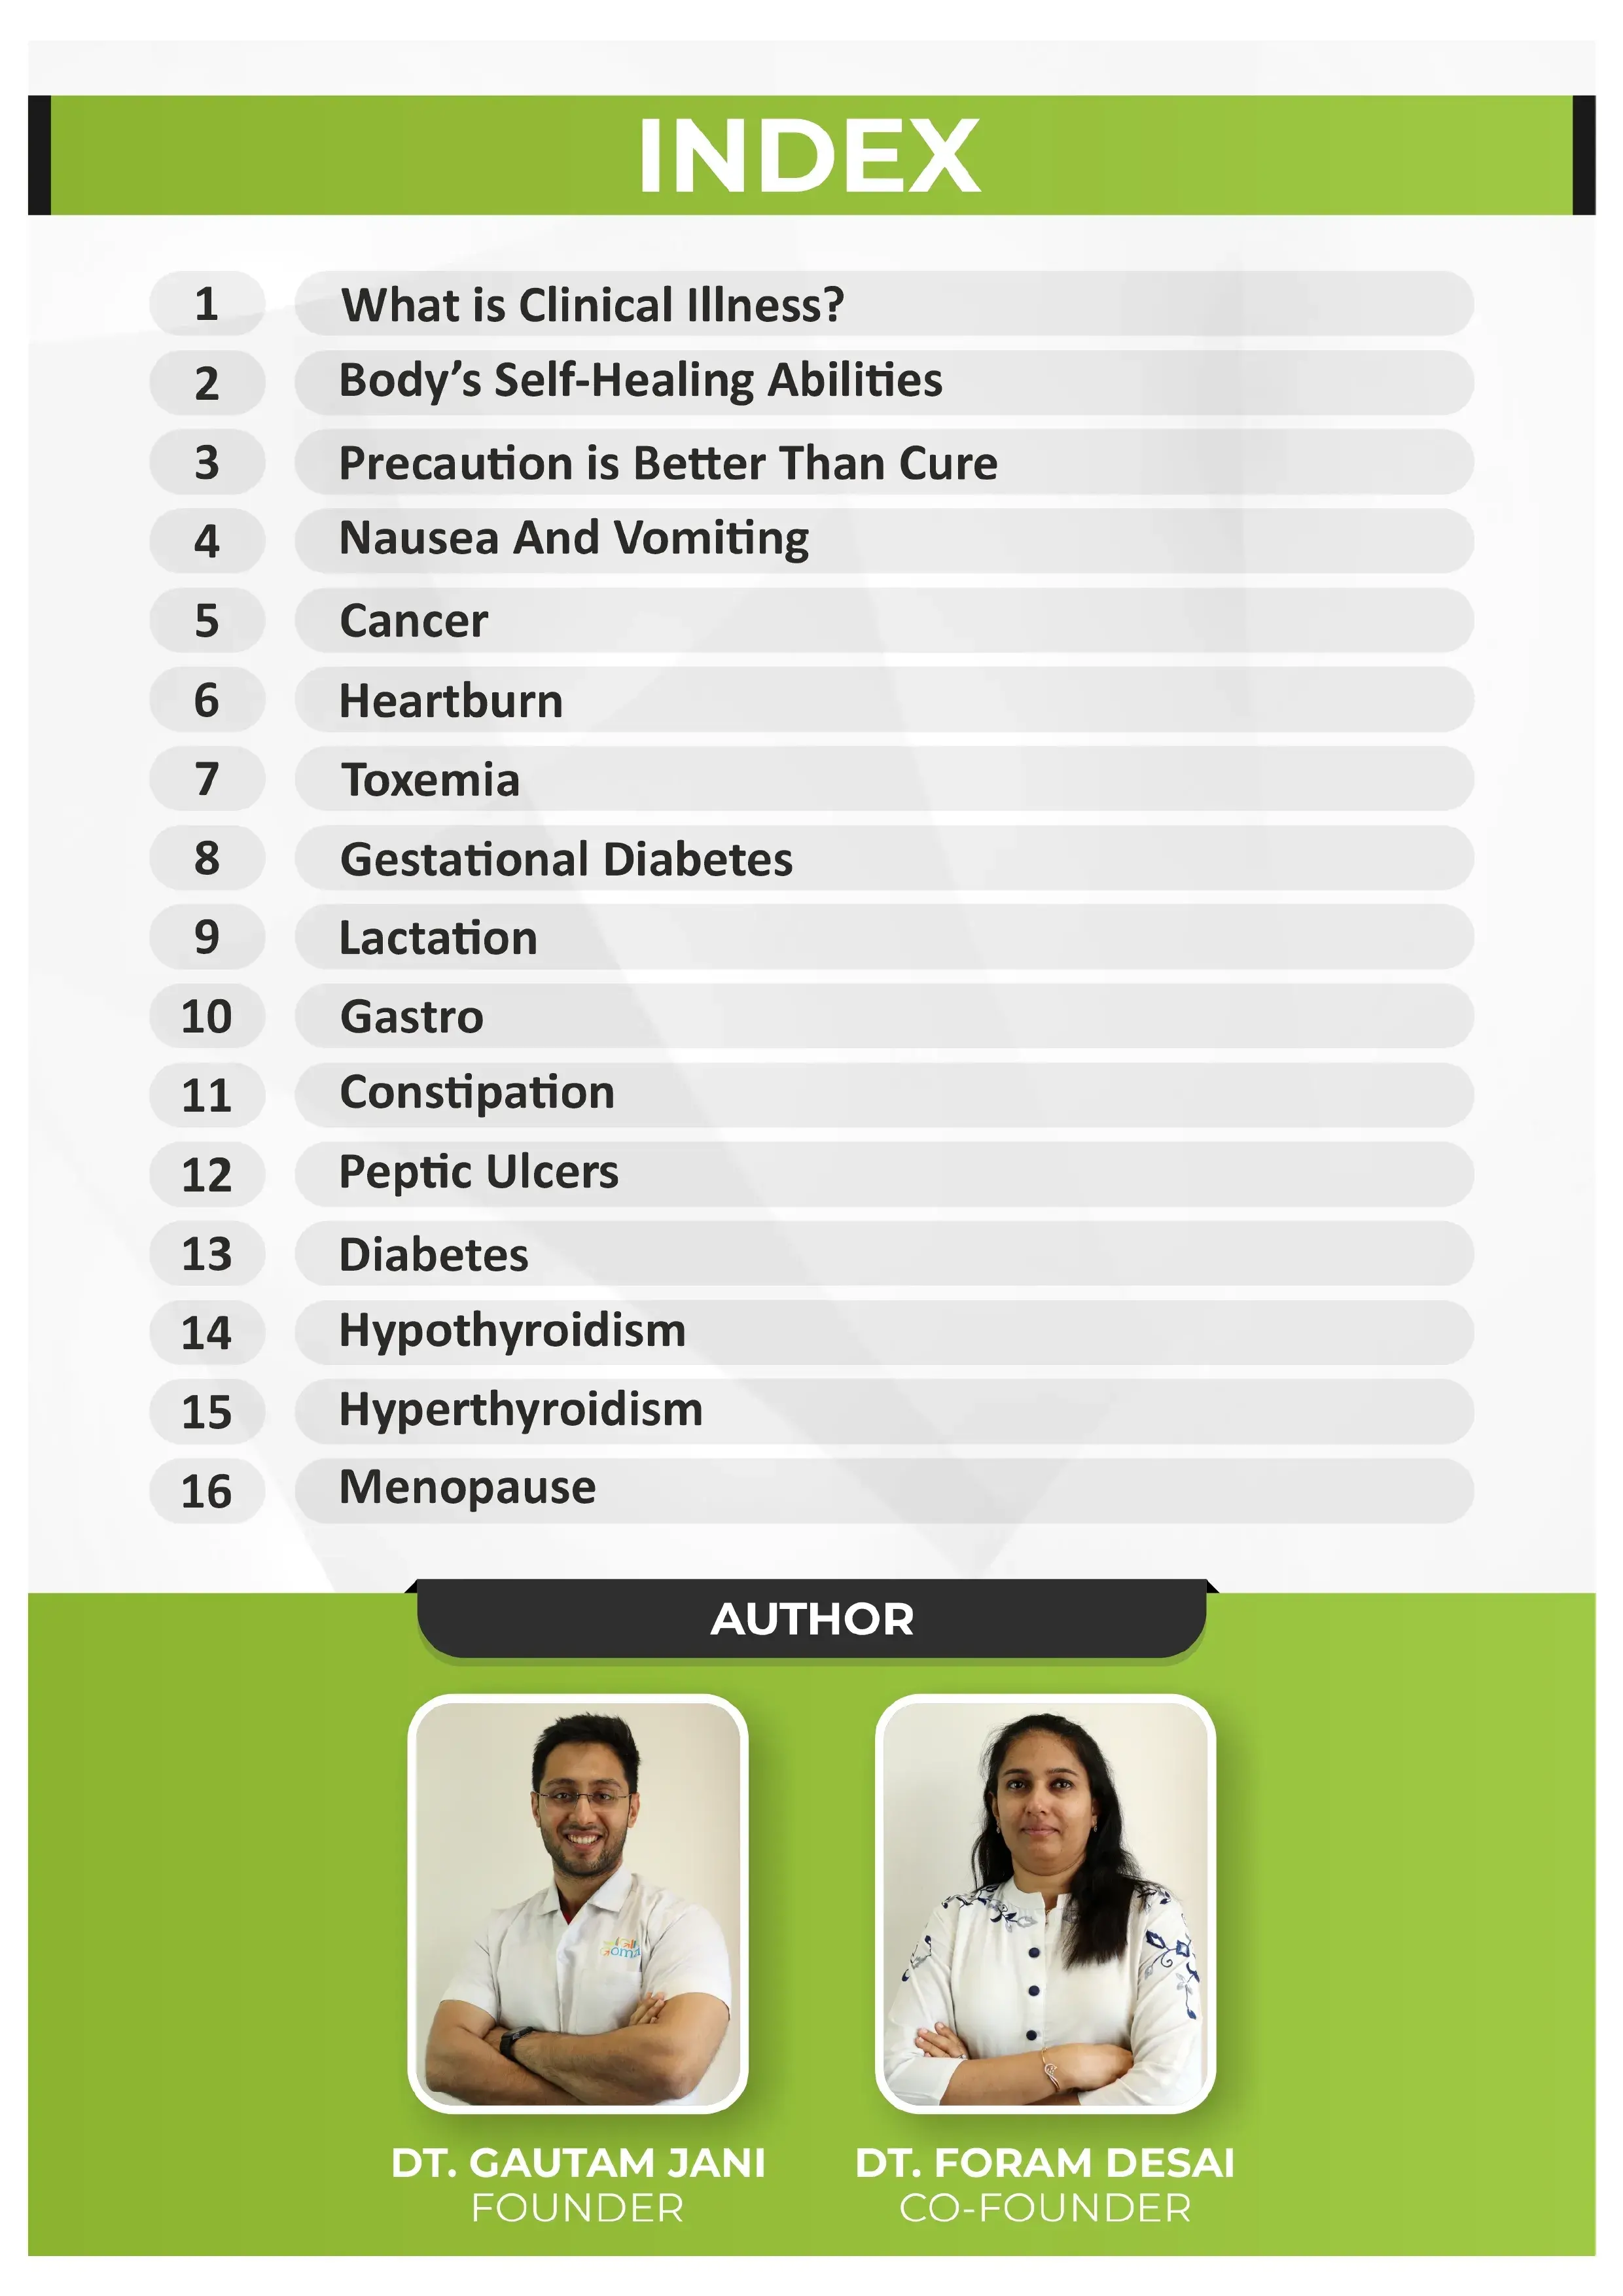 INDEX
1 What is Clinical Illness?
2 Body’s Self-Healing Abilities
3 Precaution is Better Than Cure
4 Nausea And Vomiting
5 Cancer
6 Heartburn
7 Toxemia
8 Gestational Diabetes
9 Lactation
10 Gastro
11 Constipation
12 Peptic Ulcers
13 Diabetes
14 Hypothyroidism
15 Hyperthyroidism
16 Menopause
AUTHOR
DT. GAUTAM JANI
FOUNDER
DT. FORAM DESAI
CO-FOUNDER